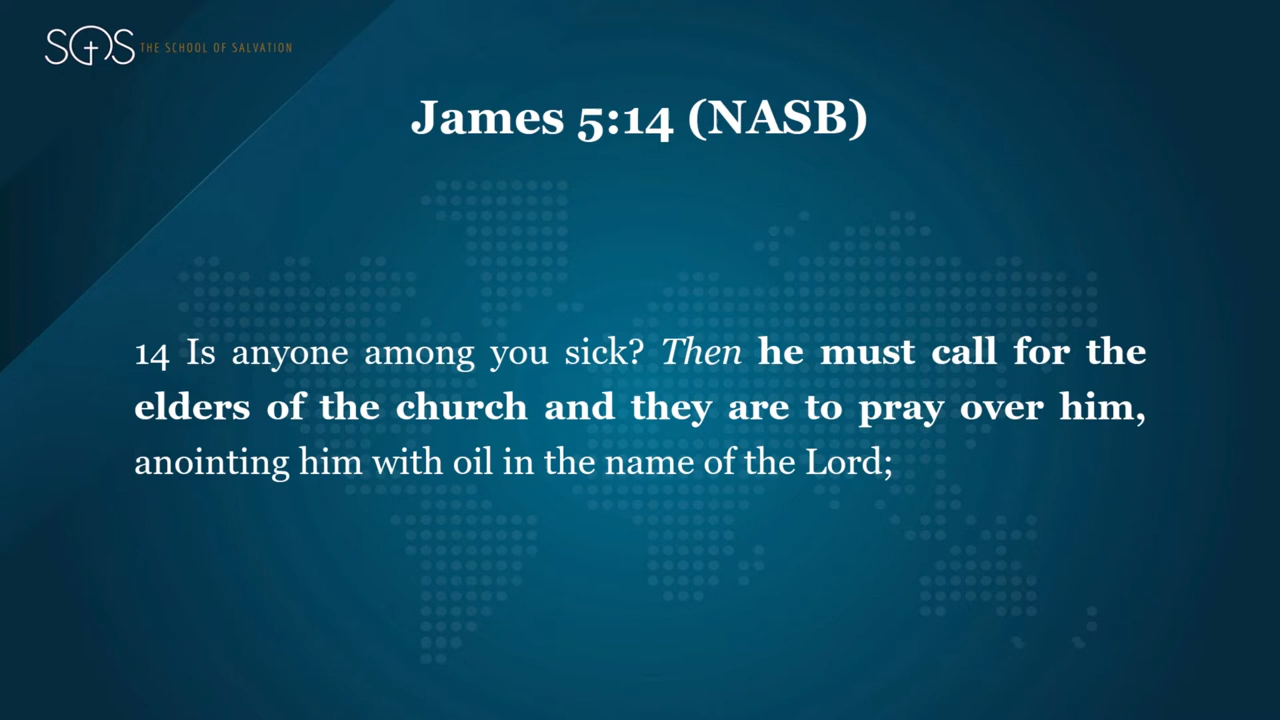 SOS THE SCHOOL OF SALVATION
James 5:14 (NASB)
14 Is anyone among you sick? Then he must call for the
elders of the church and they are to pray over him,
anointing him with oil in the name of the Lord;